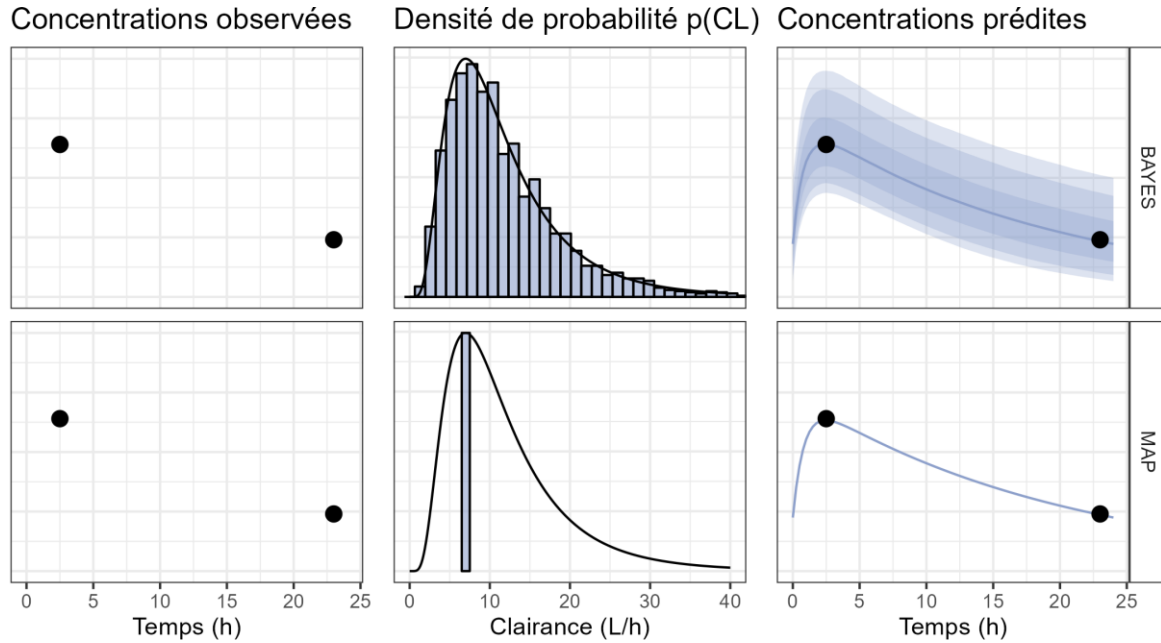 Concentrations observées
Densité de probabilité p(CL)
Concentrations prédites
BAYES
MAP
0 5 10 15 20 25
0 10 20 30 40
0 5 10 15 20 25
Temps (h)
Clairance (L/h)
Temps (h)